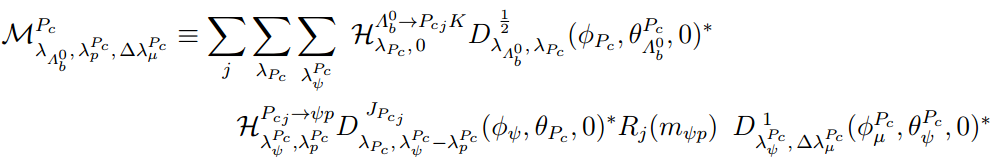 $\mathcal{M}^{P_c}_{\lambda_{\Lambda_b^0},\,\lambda_p^{P_c},\,\Delta\lambda_\mu^{P_c}} \equiv \sum_j \sum_{\lambda_{P_c}} \sum_{\lambda_\psi^{P_c}} \mathcal{H}^{\Lambda_b^0 \to P_{cj} K}_{\lambda_{P_c},\,0} D^{\frac{1}{2}}_{\lambda_{\Lambda_b^0},\,\lambda_{P_c}}(\phi_{P_c}, \theta^{P_c}_{\Lambda_b^0}, 0)^*$
$\mathcal{H}^{P_{cj} \to \psi p}_{\lambda_\psi^{P_c},\,\lambda_p^{P_c}} D^{J_{P_{cj}}}_{\lambda_{P_c},\,\lambda_\psi^{P_c} - \lambda_p^{P_c}}(\phi_\psi, \theta_{P_c}, 0)^* R_j(m_{\psi p}) \; D^{1}_{\lambda_\psi^{P_c},\,\Delta\lambda_\mu^{P_c}}(\phi_\mu^{P_c}, \theta_\psi^{P_c}, 0)^*$